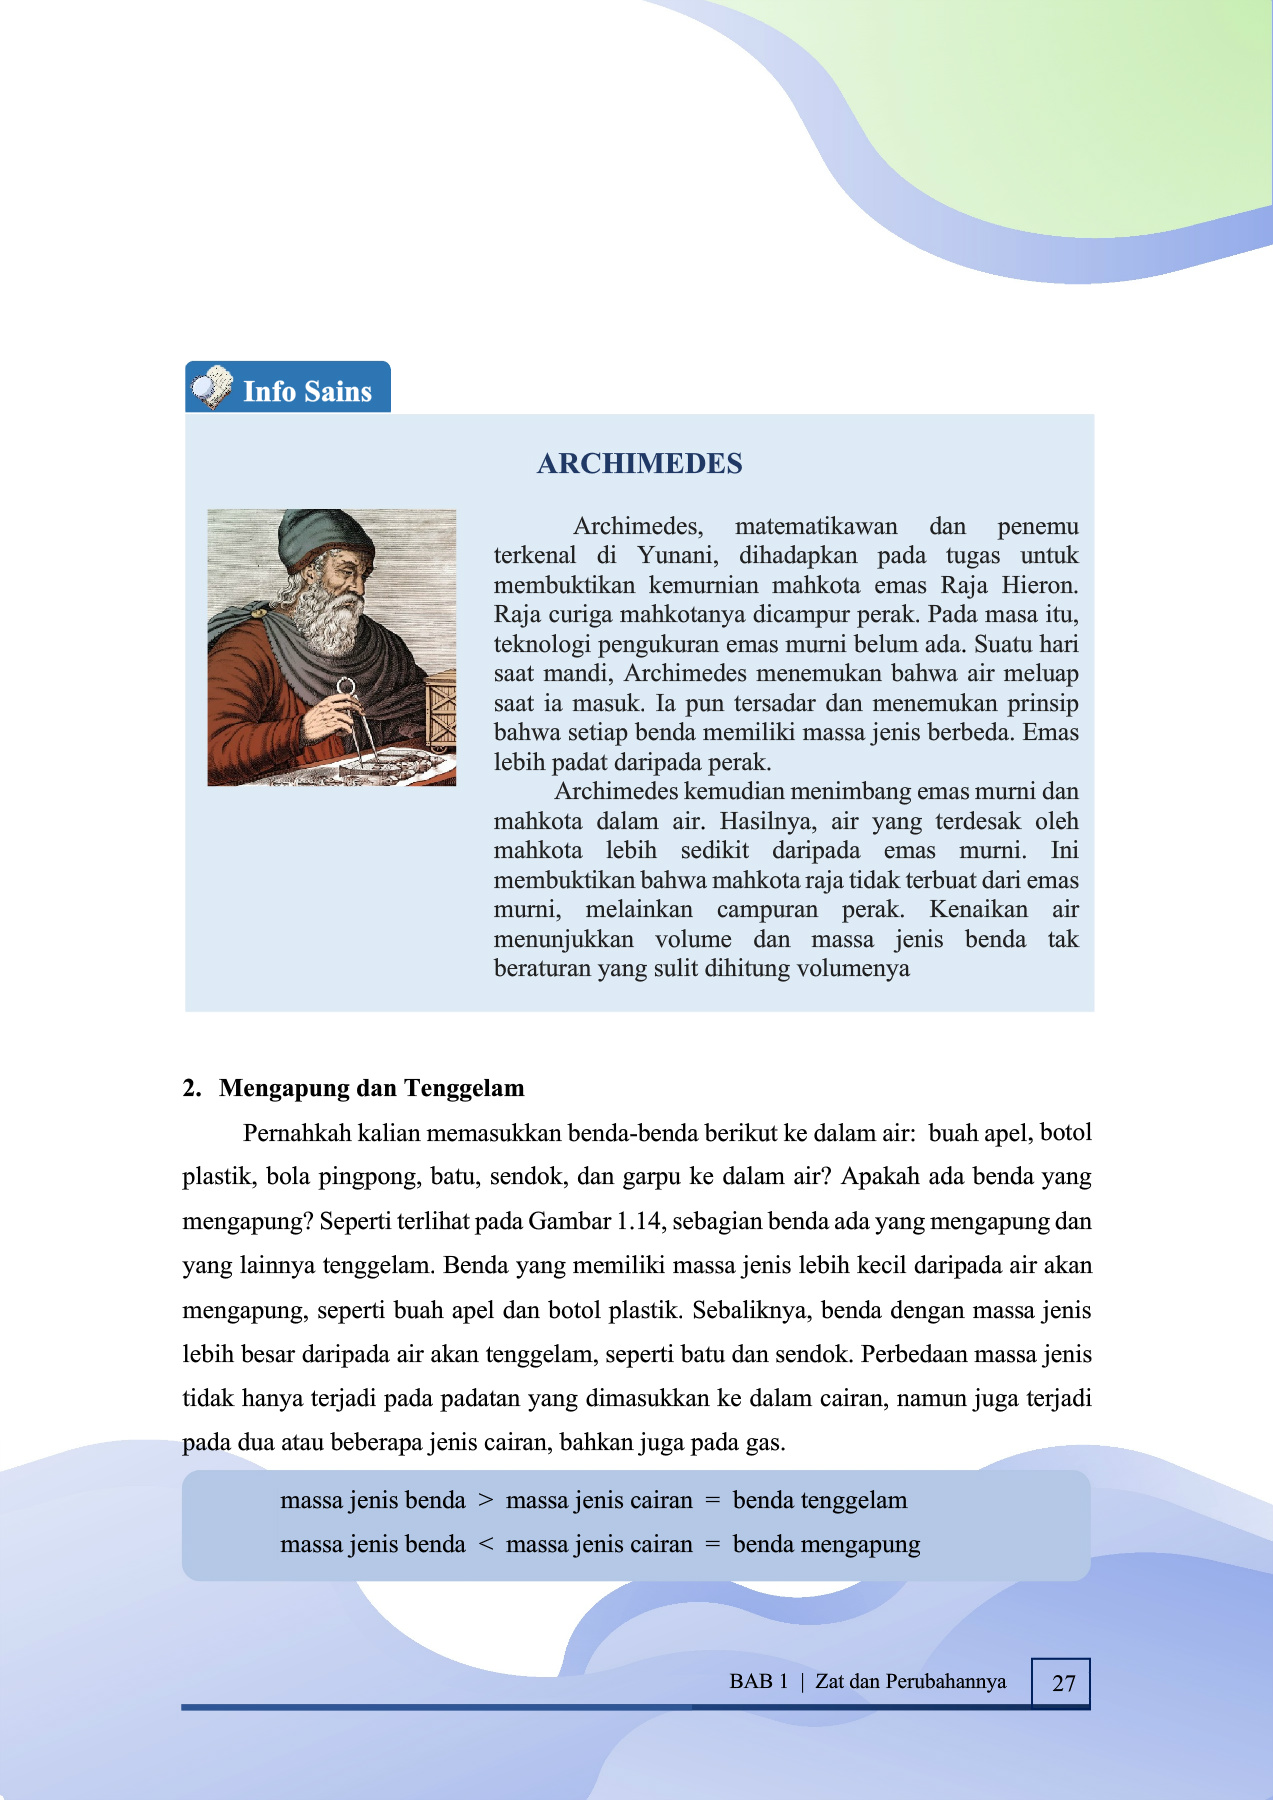 Info Sains
ARCHIMEDES
Archimedes, matematikawan dan penemu
terkenal di Yunani, dihadapkan pada tugas untuk
membuktikan kemurnian mahkota emas Raja Hieron.
Raja curiga mahkotanya dicampur perak. Pada masa itu,
teknologi pengukuran emas murni belum ada. Suatu hari
saat mandi, Archimedes menemukan bahwa air meluap
saat ia masuk. Ia pun tersadar dan menemukan prinsip
bahwa setiap benda memiliki massa jenis berbeda. Emas
lebih padat daripada perak.
Archimedes kemudian menimbang emas murni dan
mahkota dalam air. Hasilnya, air yang terdesak oleh
mahkota lebih sedikit daripada emas murni. Ini
membuktikan bahwa mahkota raja tidak terbuat dari emas
murni, melainkan campuran perak. Kenaikan air
menunjukkan volume dan massa jenis benda tak
beraturan yang sulit dihitung volumenya
2. Mengapung dan Tenggelam
Pernahkah kalian memasukkan benda-benda berikut ke dalam air: buah apel, botol
plastik, bola pingpong, batu, sendok, dan garpu ke dalam air? Apakah ada benda yang
mengapung? Seperti terlihat pada Gambar 1.14, sebagian benda ada yang mengapung dan
yang lainnya tenggelam. Benda yang memiliki massa jenis lebih kecil daripada air akan
mengapung, seperti buah apel dan botol plastik. Sebaliknya, benda dengan massa jenis
lebih besar daripada air akan tenggelam, seperti batu dan sendok. Perbedaan massa jenis
tidak hanya terjadi pada padatan yang dimasukkan ke dalam cairan, namun juga terjadi
pada dua atau beberapa jenis cairan, bahkan juga pada gas.
massa jenis benda > massa jenis cairan = benda tenggelam
massa jenis benda < massa jenis cairan = benda mengapung
BAB 1 | Zat dan Perubahannya 27